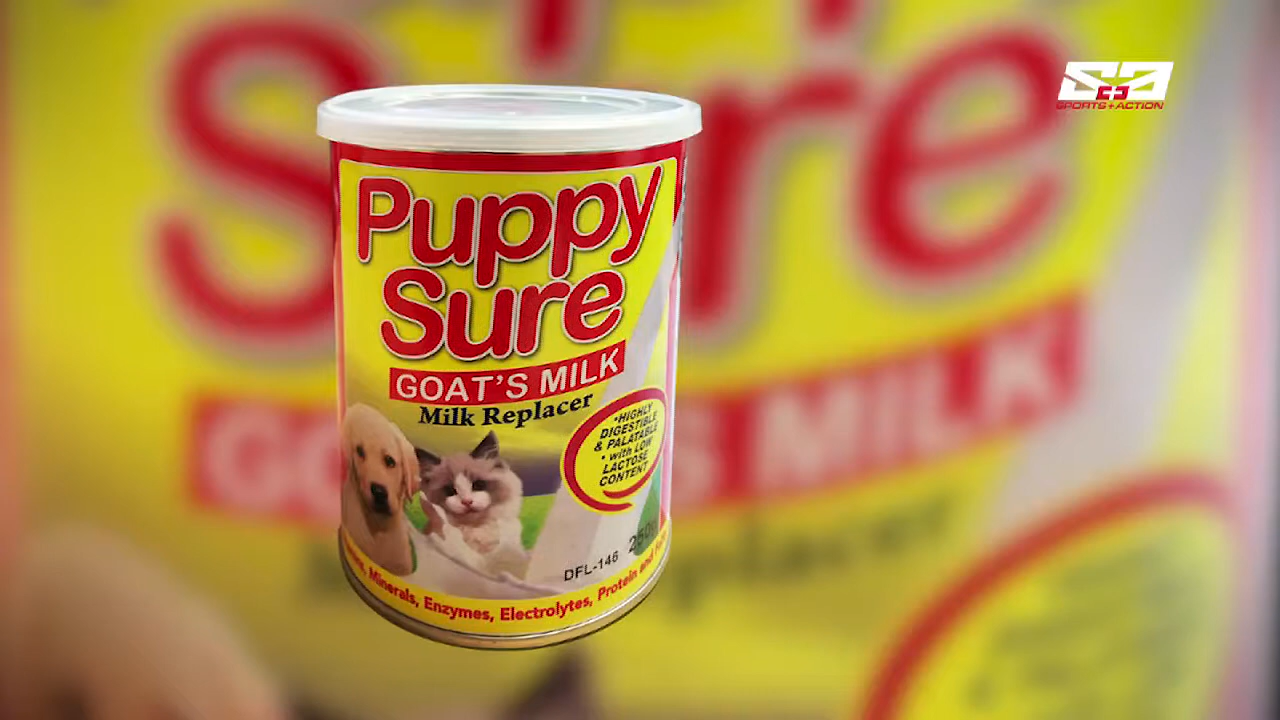 S+A
SPORTS+ACTION
Puppy
Sure
GOAT'S MILK
Milk Replacer
•HIGHLY
DIGESTIBLE
& PALATABLE
• with LOW
LACTOSE
CONTENT
DFL-146
Minerals, Enzymes, Electrolytes, Protein and